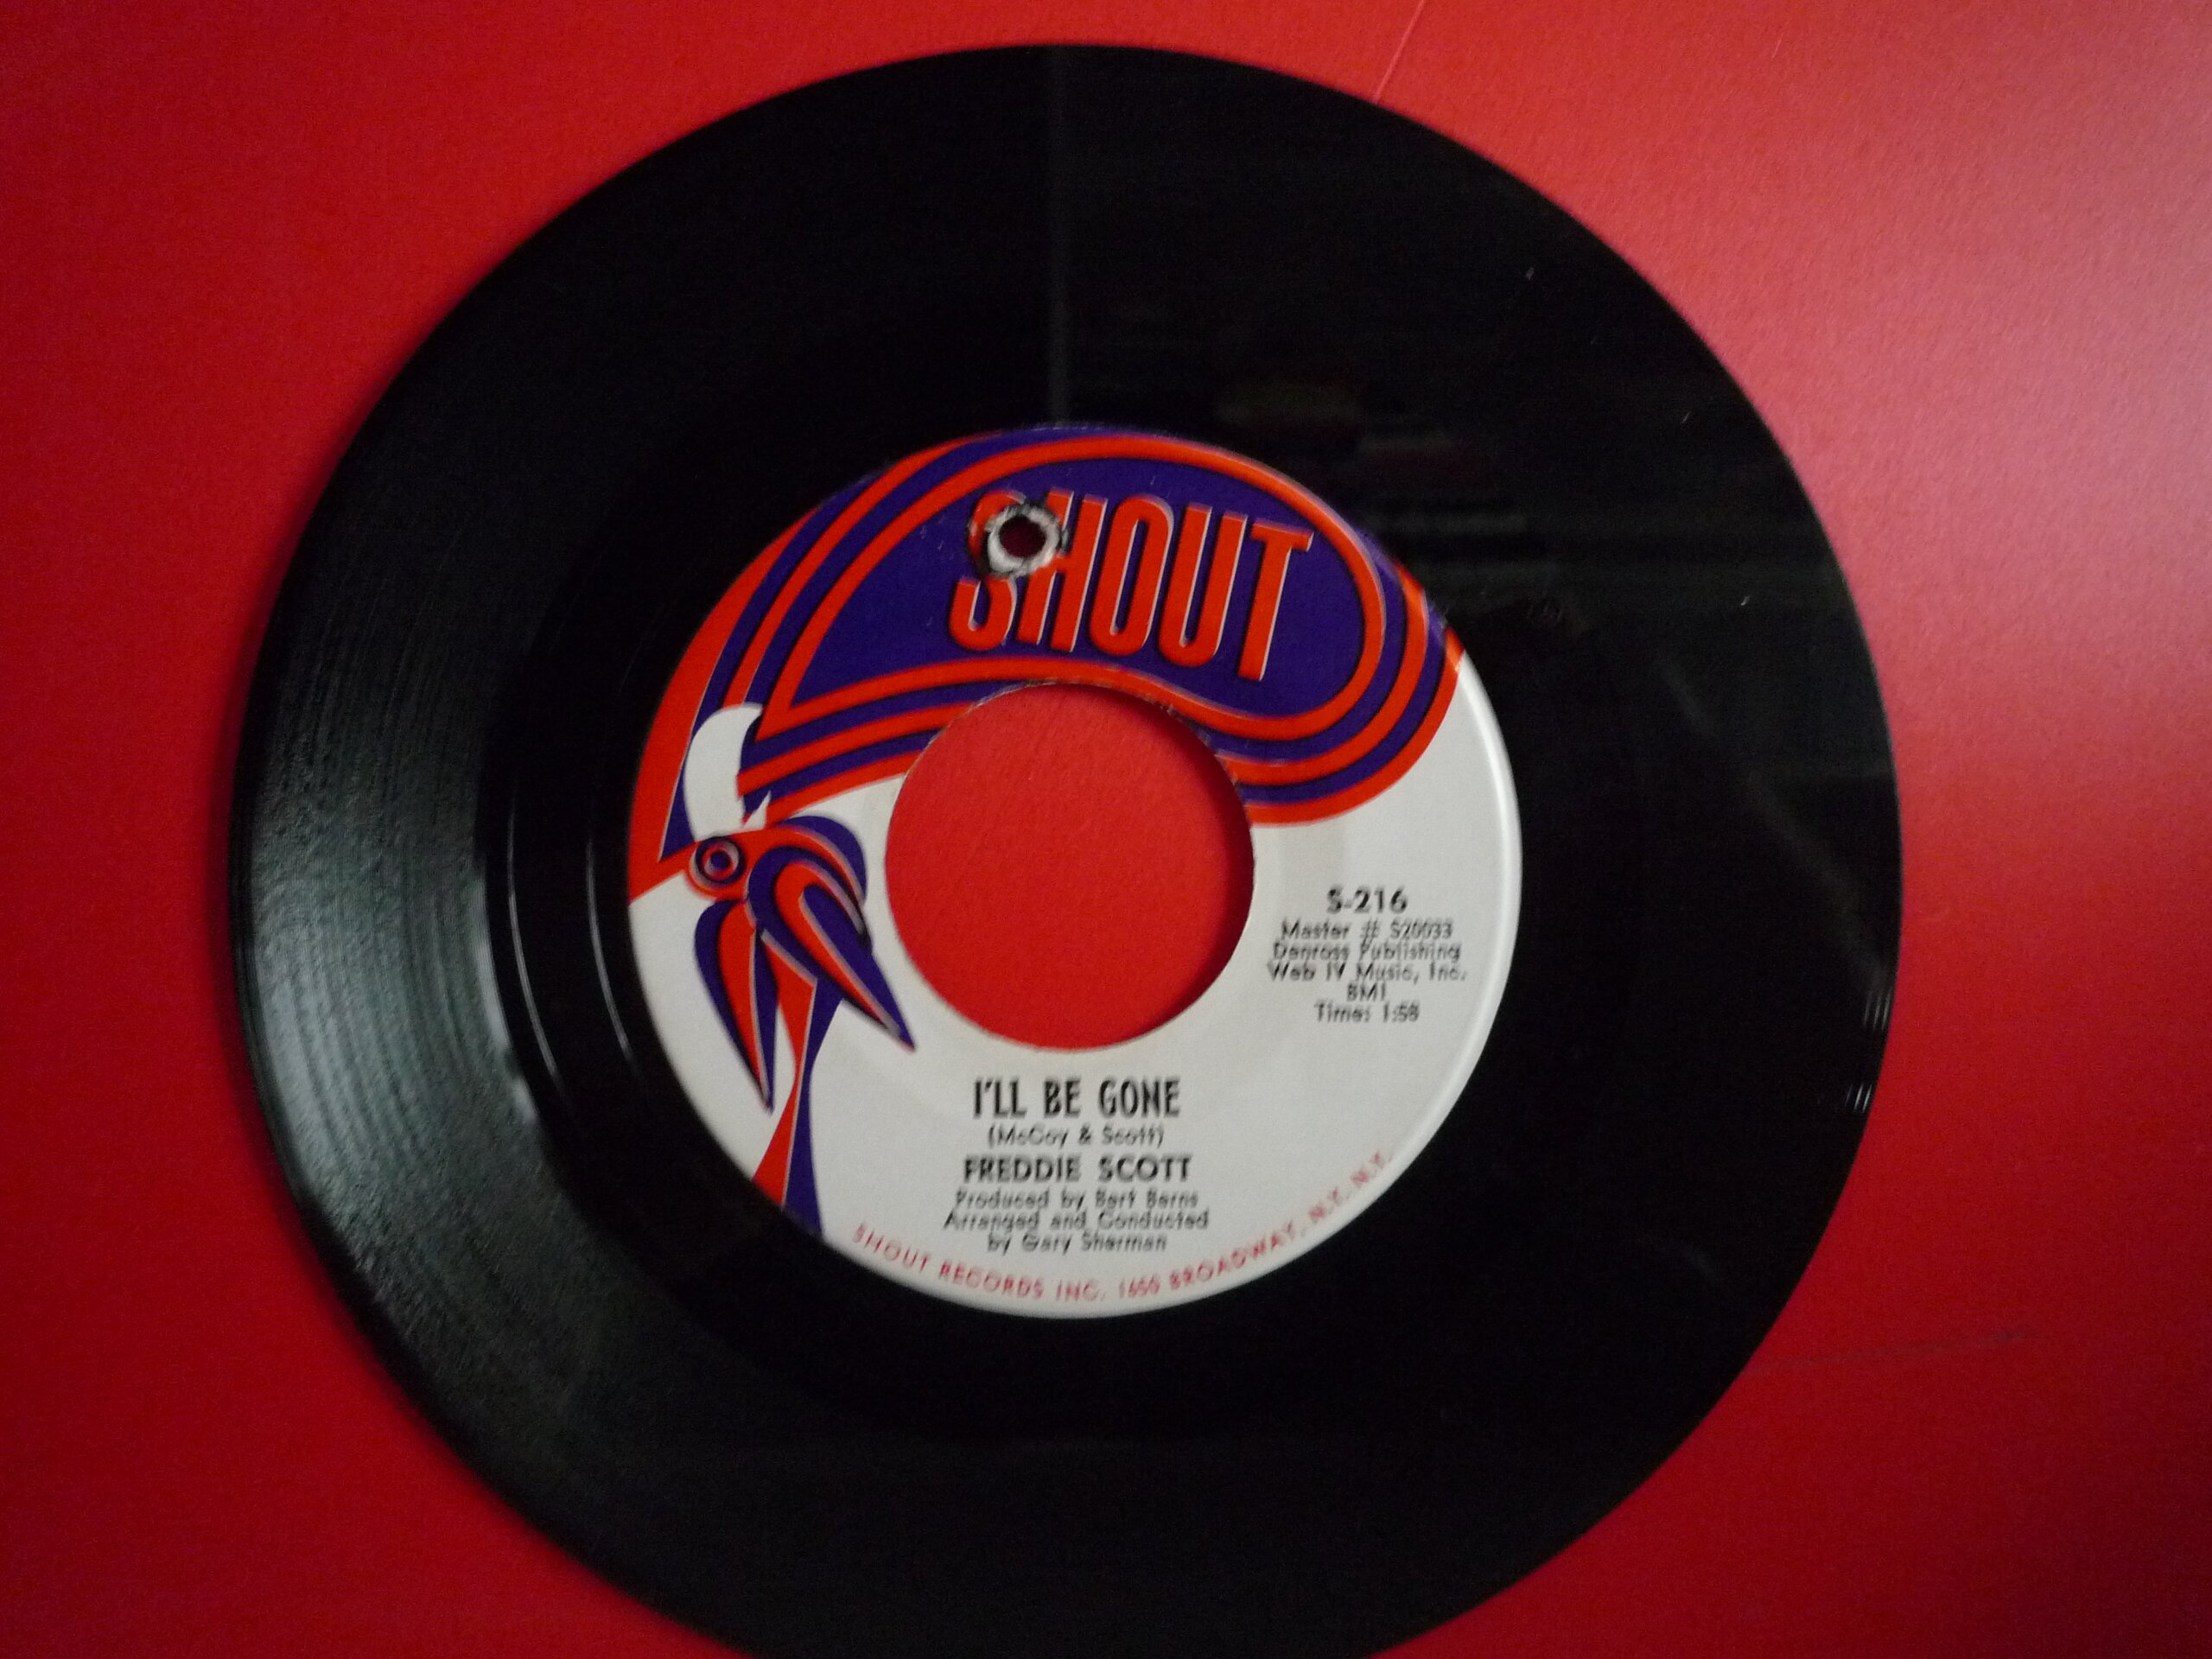 SHOUT
S-216
Master # S20033
Denross Publishing
Web IV Music, Inc.
BMI
Time: 1:58
I'LL BE GONE
(McCoy & Scott)
FREDDIE SCOTT
Produced by Bert Berns
Arranged and Conducted
by Gary Sherman
SHOUT RECORDS INC. 1650 BROADWAY, N.Y. N.Y.